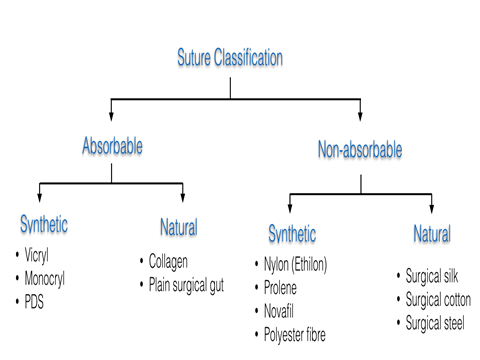 Suture Classification
Absorbable
Non-absorbable
Synthetic
• Vicryl
• Monocryl
• PDS
Natural
• Collagen
• Plain surgical gut
Synthetic
• Nylon (Ethilon)
• Prolene
• Novafil
• Polyester fibre
Natural
• Surgical silk
• Surgical cotton
• Surgical steel